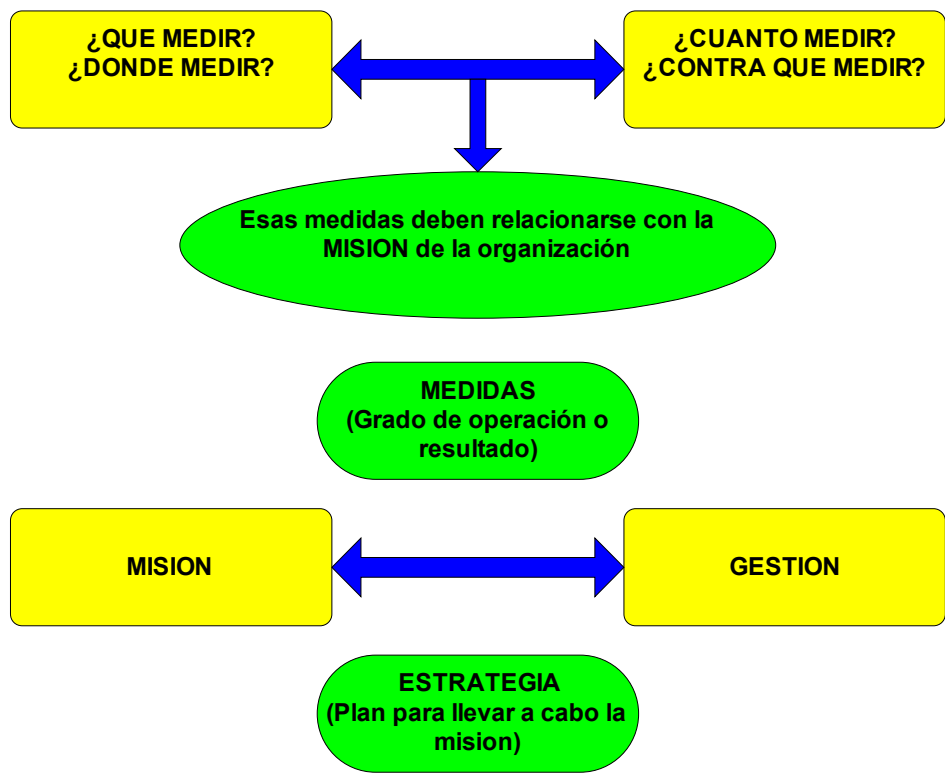 ¿QUE MEDIR?
¿DONDE MEDIR?
¿CUANTO MEDIR?
¿CONTRA QUE MEDIR?
Esas medidas deben relacionarse con la
MISION de la organización
MEDIDAS
(Grado de operación o
resultado)
MISION
GESTION
ESTRATEGIA
(Plan para llevar a cabo la
mision)